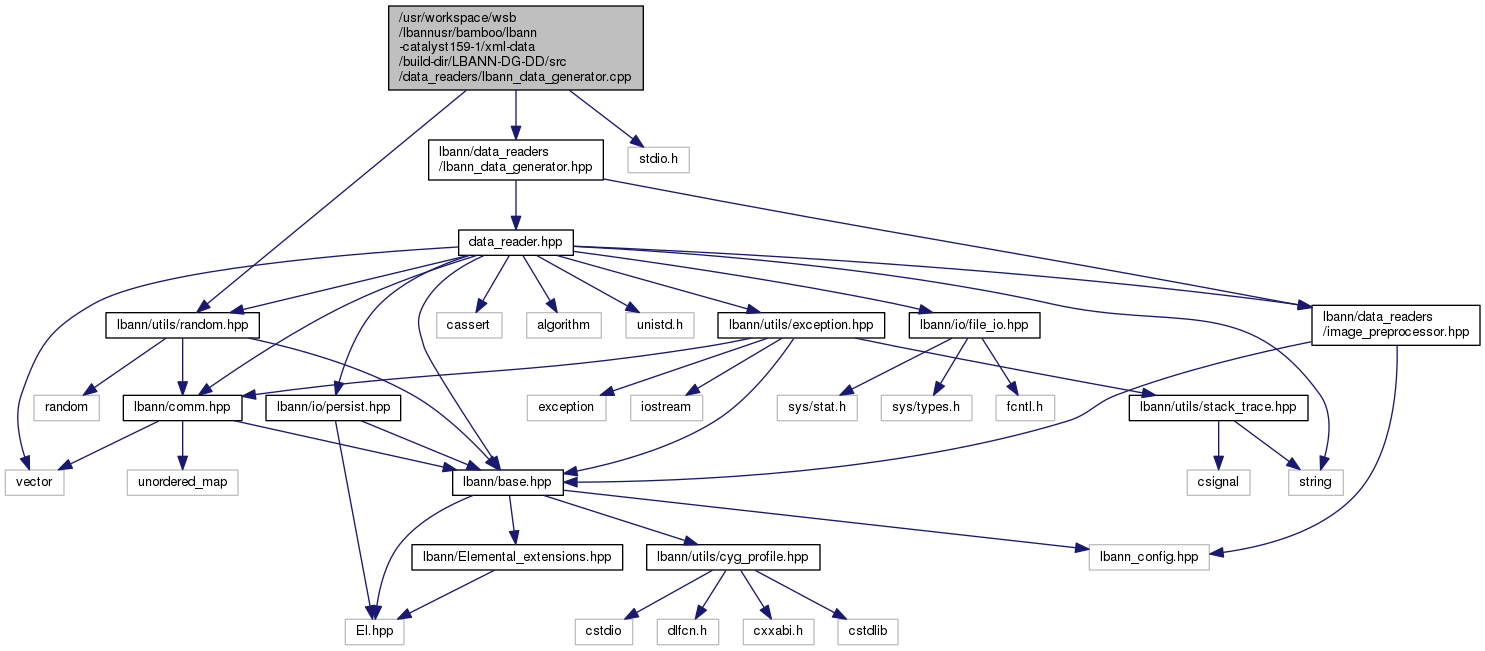 /usr/workspace/wsb
/lbannusr/bamboo/lbann
-catalyst159-1/xml-data
/build-dir/LBANN-DG-DD/src
/data_readers/lbann_data_generator.cpp
lbann/data_readers
/lbann_data_generator.hpp
stdio.h
data_reader.hpp
lbann/utils/random.hpp
cassert
algorithm
unistd.h
lbann/utils/exception.hpp
lbann/io/file_io.hpp
lbann/data_readers
/image_preprocessor.hpp
random
lbann/comm.hpp
lbann/io/persist.hpp
exception
iostream
sys/stat.h
sys/types.h
fcntl.h
lbann/utils/stack_trace.hpp
vector
unordered_map
lbann/base.hpp
csignal
string
lbann/Elemental_extensions.hpp
lbann/utils/cyg_profile.hpp
lbann_config.hpp
El.hpp
cstdio
dlfcn.h
cxxabi.h
cstdlib